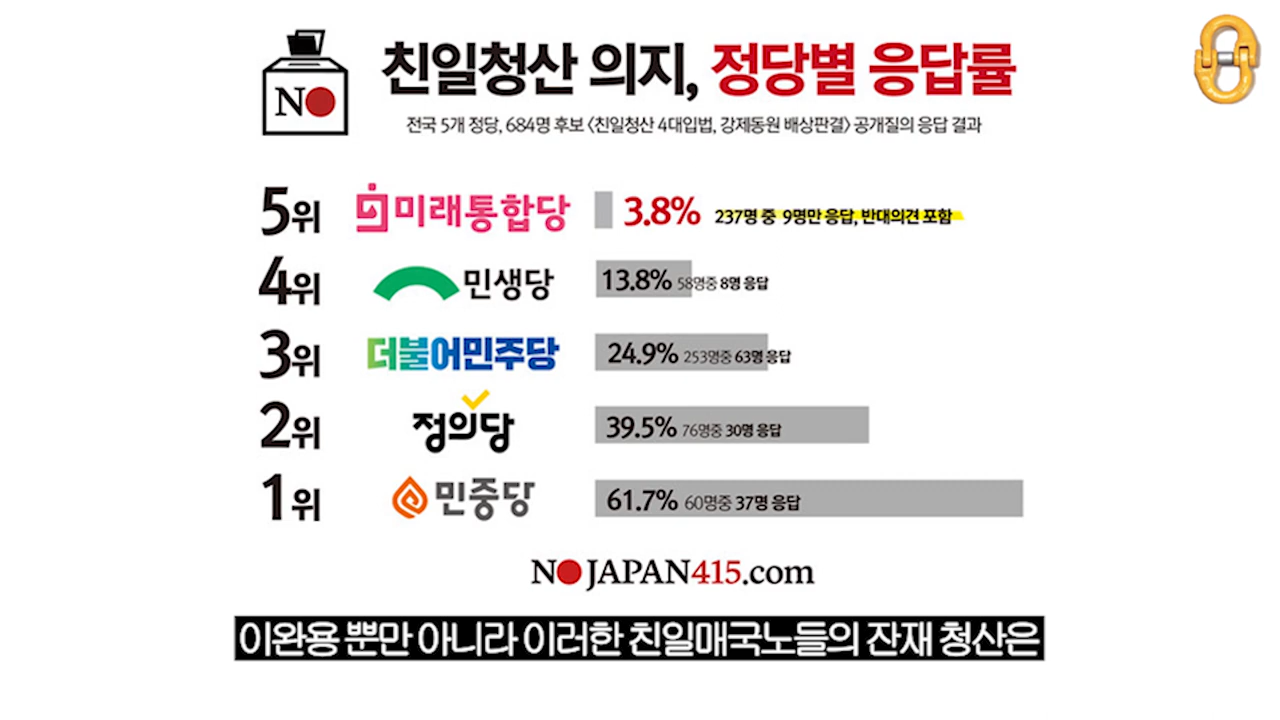 NO
친일청산 의지, 정당별 응답률
전국 5개 정당, 684명 후보 〈친일청산 4대입법, 강제동원 배상판결〉 공개질의 응답 결과
5위 미래통합당 3.8% 237명 중 9명만 응답, 반대의견 포함
4위 민생당 13.8% 58명중 8명 응답
3위 더불어민주당 24.9% 253명중 63명 응답
2위 정의당 39.5% 76명중 30명 응답
1위 민중당 61.7% 60명중 37명 응답
NO JAPAN415.com
이완용 뿐만 아니라 이러한 친일매국노들의 잔재 청산은